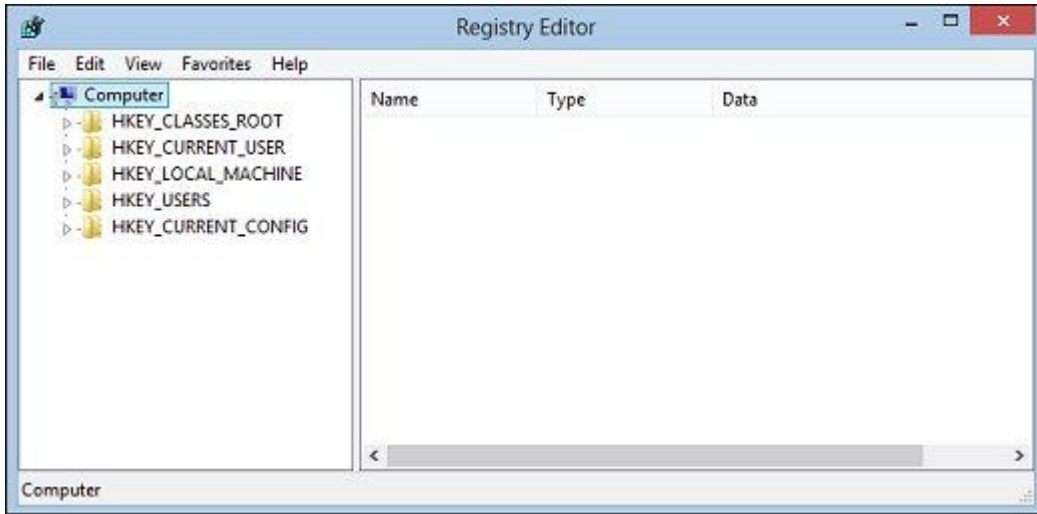 Registry Editor
File Edit View Favorites Help
Computer
HKEY_CLASSES_ROOT
HKEY_CURRENT_USER
HKEY_LOCAL_MACHINE
HKEY_USERS
HKEY_CURRENT_CONFIG
Name Type Data
Computer